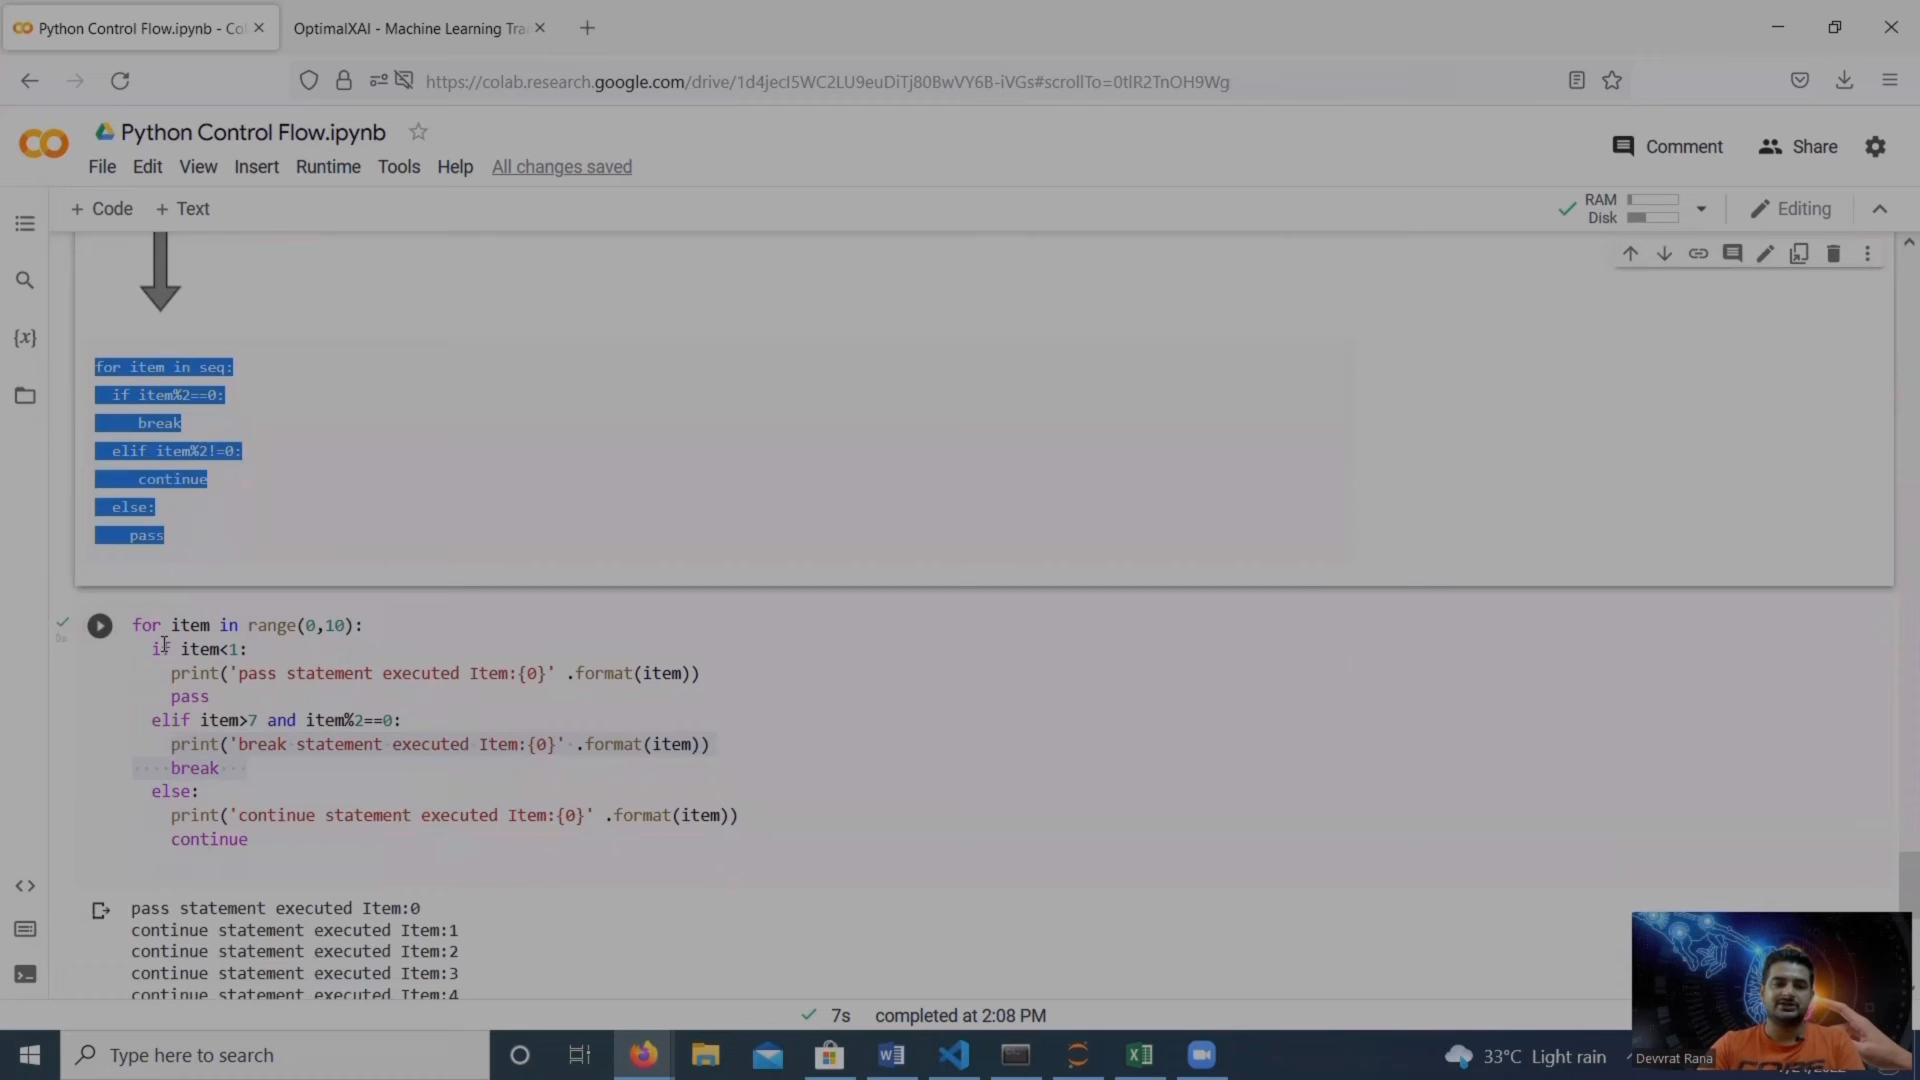 Python Control Flow.ipynb - Co
OptimalXAI - Machine Learning Tra
https://colab.research.google.com/drive/1d4jecI5WC2LU9euDiTj80BwVY6B-iVGs#scrollTo=0tlR2TnOH9Wg
Python Control Flow.ipynb
Comment
Share
File
Edit
View
Insert
Runtime
Tools
Help
All changes saved
+ Code
+ Text
RAM
Disk
Editing
for item in seq:
if item%2==0:
break
elif item%2!=0:
continue
else:
pass
for item in range(0,10):
if item<1:
print('pass statement executed Item:{0}' .format(item))
pass
elif item>7 and item%2==0:
print('break statement executed Item:{0}' .format(item))
break
else:
print('continue statement executed Item:{0}' .format(item))
continue
pass statement executed Item:0
continue statement executed Item:1
continue statement executed Item:2
continue statement executed Item:3
continue statement executed Item:4
7s completed at 2:08 PM
Type here to search
33°C Light rain
Devvrat Rana